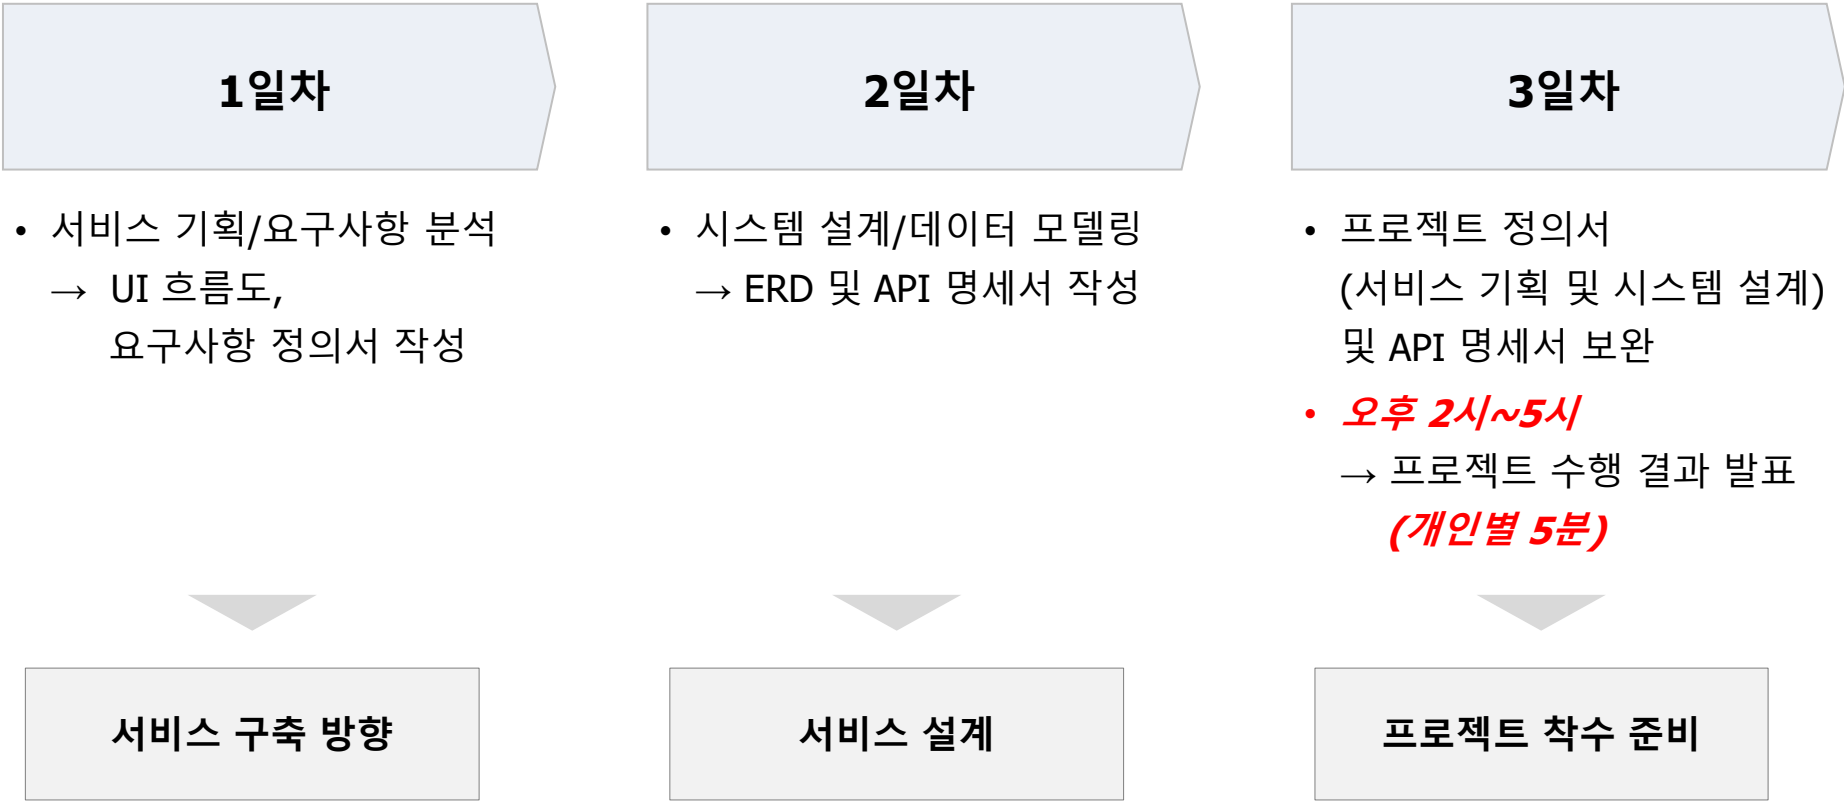 1일차
• 서비스 기획/요구사항 분석
→ UI 흐름도,
요구사항 정의서 작성
서비스 구축 방향
2일차
• 시스템 설계/데이터 모델링
→ ERD 및 API 명세서 작성
서비스 설계
3일차
• 프로젝트 정의서
(서비스 기획 및 시스템 설계)
및 API 명세서 보완
• 오후 2시~5시
→ 프로젝트 수행 결과 발표
(개인별 5분)
프로젝트 착수 준비